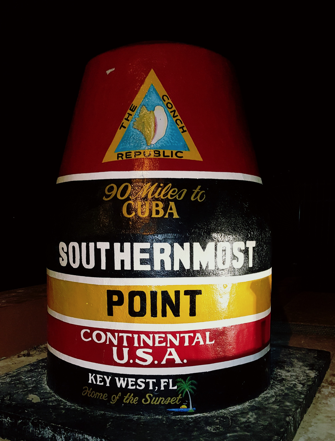 THE CONCH
REPUBLIC
90 Miles to
CUBA
SOUTHERNMOST
POINT
CONTINENTAL
U.S.A.
KEY WEST, FL
Home of the Sunset